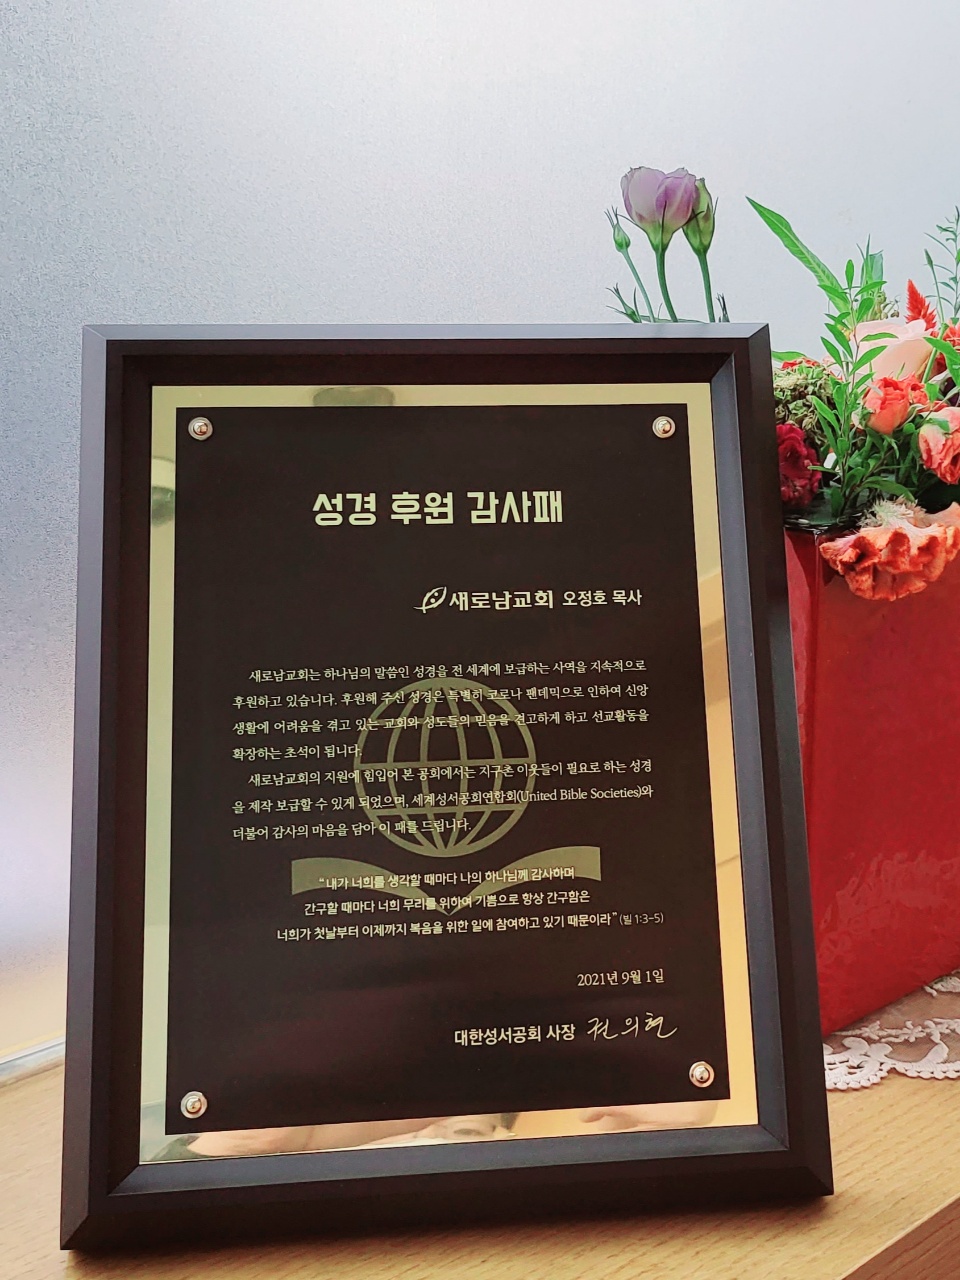 성경 후원 감사패
새로남교회 오정호 목사
새로남교회는 하나님의 말씀인 성경을 전 세계에 보급하는 사역을 지속적으로
후원하고 있습니다. 후원해 주신 성경은 특별히 코로나 팬데믹으로 인하여 신앙
생활에 어려움을 겪고 있는 교회와 성도들의 믿음을 견고하게 하고 선교활동을
확장하는 초석이 됩니다.
새로남교회의 지원에 힘입어 본 공회에서는 지구촌 이웃들이 필요로 하는 성경
을 제작 보급할 수 있게 되었으며, 세계성서공회연합회(United Bible Societies)와
더불어 감사의 마음을 담아 이 패를 드립니다.
“내가 너희를 생각할 때마다 나의 하나님께 감사하며
간구할 때마다 너희 무리를 위하여 기쁨으로 항상 간구함은
너희가 첫날부터 이제까지 복음을 위한 일에 참여하고 있기 때문이라” (빌 1:3-5)
2021년 9월 1일
대한성서공회 사장 권의현